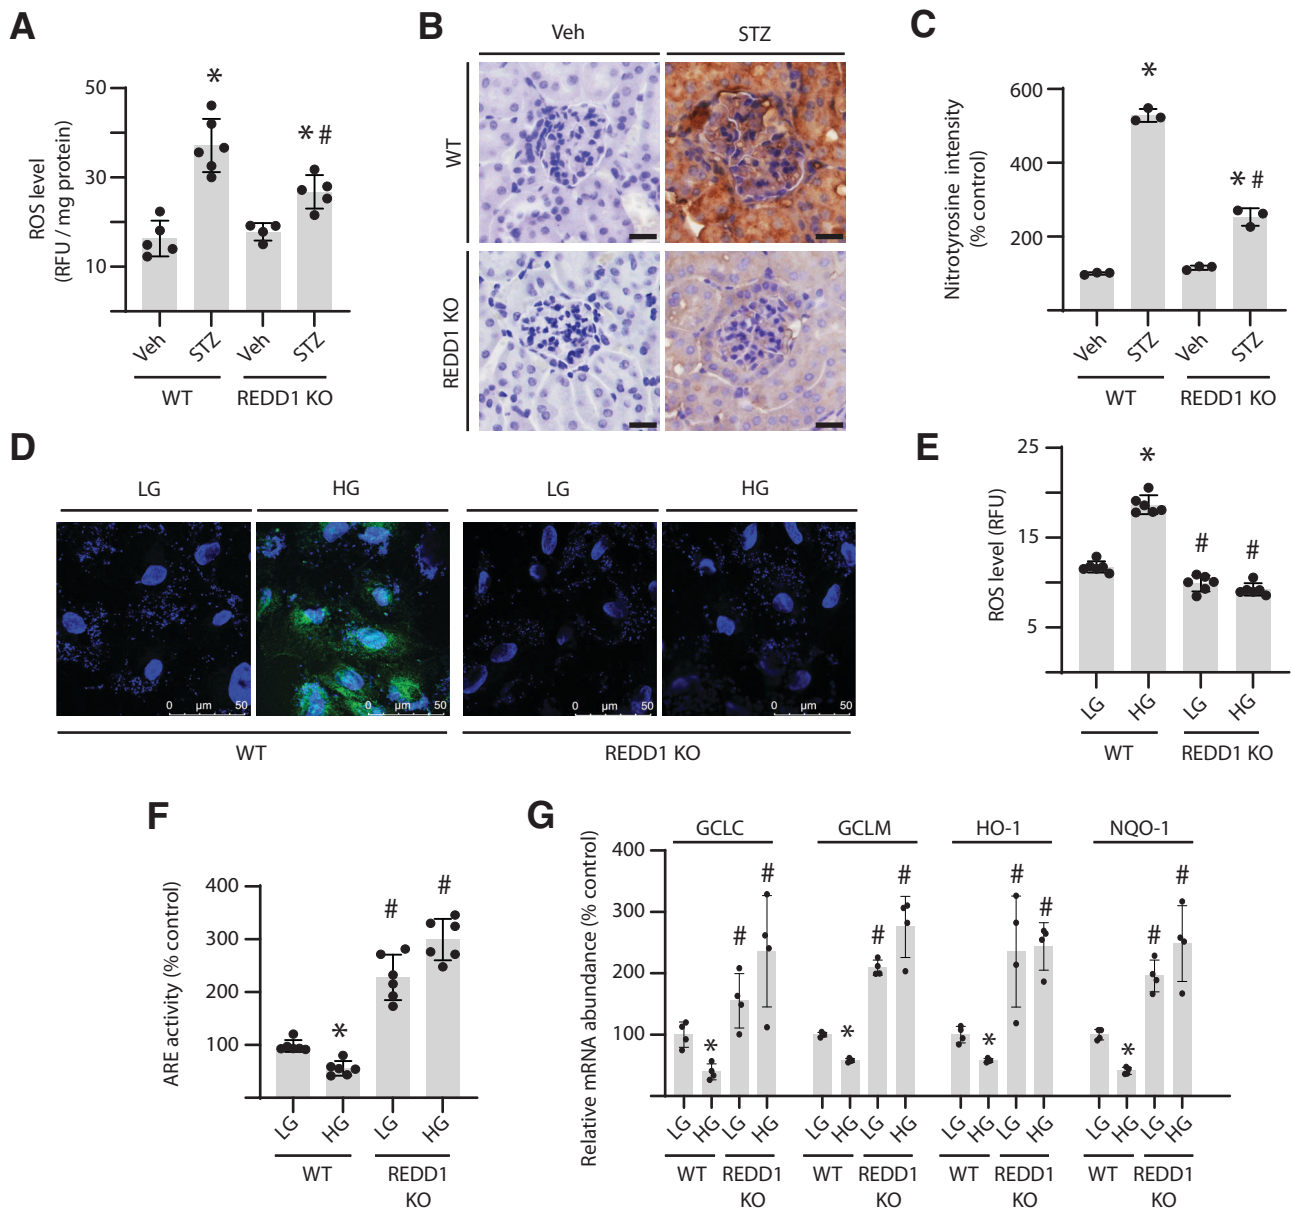 A
ROS level
(RFU / mg protein)
50
30
10
*
* #
Veh
STZ
Veh
STZ
WT
REDD1 KO
B
Veh
STZ
WT
REDD1 KO
C
Nitrotyrosine intensity
(% control)
600
400
200
*
* #
Veh
STZ
Veh
STZ
WT
REDD1 KO
D
LG
HG
LG
HG
0 µm 50
0 µm 50
0 µm 50
0 µm 50
WT
REDD1 KO
E
ROS level (RFU)
25
15
5
*
#
#
LG
HG
LG
HG
WT
REDD1 KO
F
ARE activity (% control)
400
300
200
100
*
#
#
LG
HG
LG
HG
WT
REDD1
KO
G
Relative mRNA abundance (% control)
400
300
200
100
GCLC
GCLM
HO-1
NQO-1
*
#
#
*
#
#
*
#
#
*
#
#
LG HG LG HG
LG HG LG HG
LG HG LG HG
LG HG LG HG
WT REDD1 WT REDD1 WT REDD1 WT REDD1
KO KO KO KO